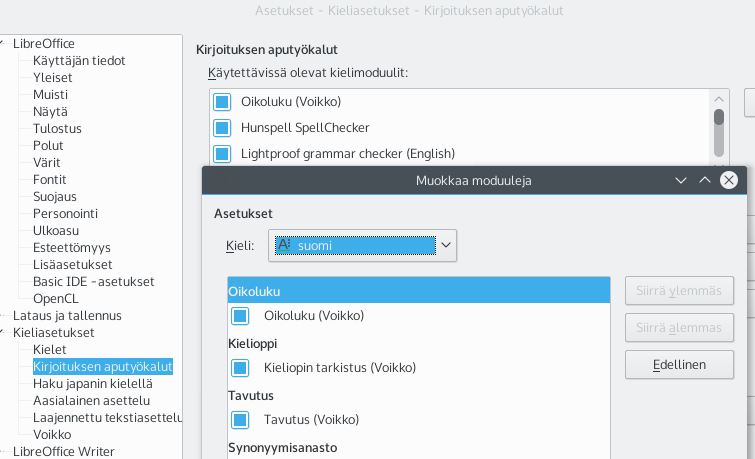 Asetukset - Kieliasetukset - Kirjoituksen aputyökalut
LibreOffice
Käyttäjän tiedot
Yleiset
Muisti
Näytä
Tulostus
Polut
Värit
Fontit
Suojaus
Personointi
Ulkoasu
Esteettömyys
Lisäasetukset
Basic IDE -asetukset
OpenCL
Lataus ja tallennus
Kieliasetukset
Kielet
Kirjoituksen aputyökalut
Haku japanin kielellä
Aasialainen asettelu
Laajennettu tekstiasettelu
Voikko
LibreOffice Writer
Kirjoituksen aputyökalut
Käytettävissä olevat kielimoduulit:
Oikoluku (Voikko)
Hunspell SpellChecker
Lightproof grammar checker (English)
Muokkaa moduuleja
Asetukset
Kieli:
suomi
Oikoluku
Oikoluku (Voikko)
Kielioppi
Kieliopin tarkistus (Voikko)
Tavutus
Tavutus (Voikko)
Synonyymisanasto
Siirrä ylemmäs
Siirrä alemmas
Edellinen